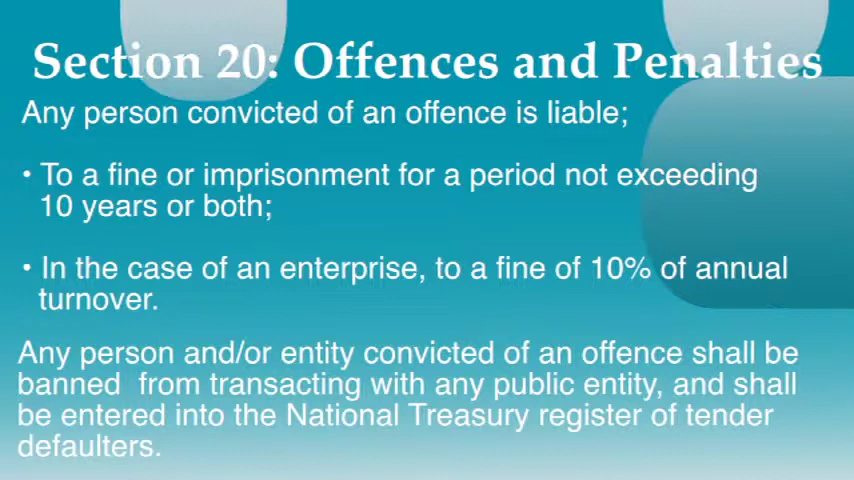 Section 20: Offences and Penalties
Any person convicted of an offence is liable;
• To a fine or imprisonment for a period not exceeding
10 years or both;
• In the case of an enterprise, to a fine of 10% of annual
turnover.
Any person and/or entity convicted of an offence shall be
banned  from transacting with any public entity, and shall
be entered into the National Treasury register of tender
defaulters.